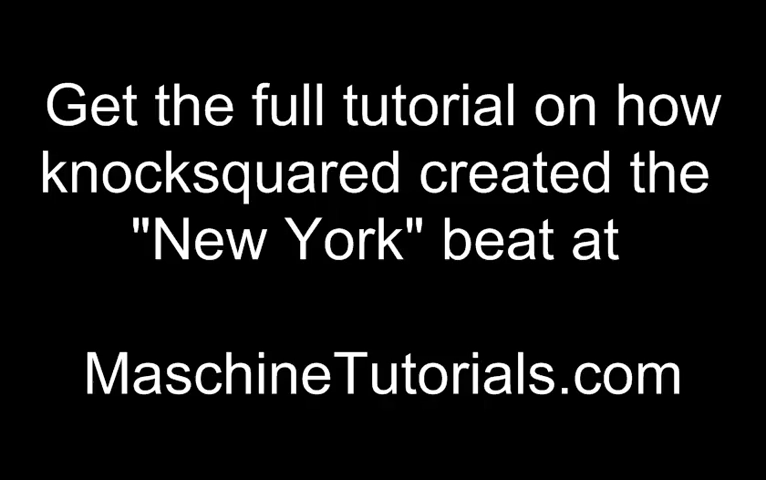 Get the full tutorial on how
knocksquared created the
"New York" beat at
MaschineTutorials.com